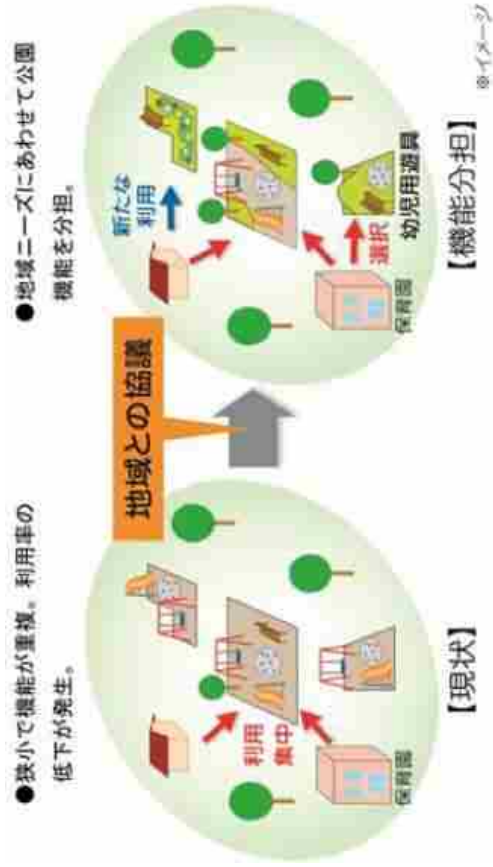 ●狭小で機能が重複。利用率の
低下が発生。
利用
集中
保育園
【現状】
地域との協議
●地域ニーズにあわせて公園
機能を分担。
新たな
利用
選択
保育園
幼児用遊具
【機能分担】
※イメージ